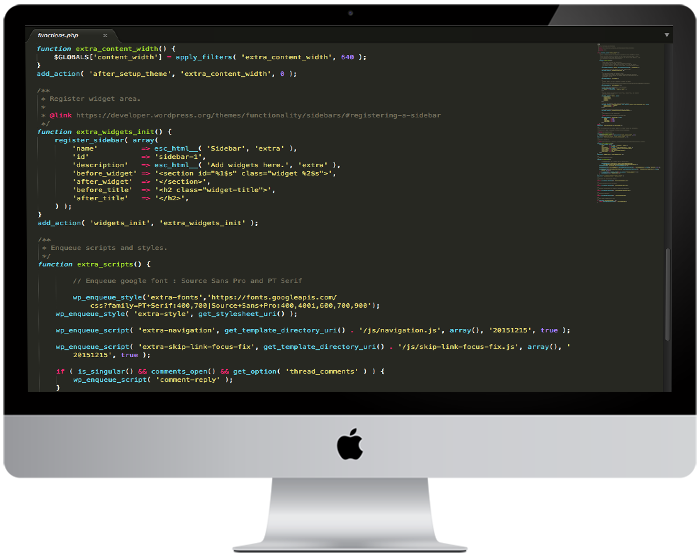 functions.php ×
function extra_content_width() {
$GLOBALS['content_width'] = apply_filters( 'extra_content_width', 640 );
}
add_action( 'after_setup_theme', 'extra_content_width', 0 );
/**
* Register widget area.
*
* @link https://developer.wordpress.org/themes/functionality/sidebars/#registering-a-sidebar
*/
function extra_widgets_init() {
register_sidebar( array(
'name' => esc_html__( 'Sidebar', 'extra' ),
'id' => 'sidebar-1',
'description' => esc_html__( 'Add widgets here.', 'extra' ),
'before_widget' => '<section id="%1$s" class="widget %2$s">',
'after_widget' => '</section>',
'before_title' => '<h2 class="widget-title">',
'after_title' => '</h2>',
) );
}
add_action( 'widgets_init', 'extra_widgets_init' );
/**
* Enqueue scripts and styles.
*/
function extra_scripts() {
// Enqueue google font : Source Sans Pro and PT Serif
wp_enqueue_style('extra-fonts','https://fonts.googleapis.com/
css?family=PT+Serif:400,700|Source+Sans+Pro:400,400i,600,700,900');
wp_enqueue_style( 'extra-style', get_stylesheet_uri() );
wp_enqueue_script( 'extra-navigation', get_template_directory_uri() . '/js/navigation.js', array(), '20151215', true );
wp_enqueue_script( 'extra-skip-link-focus-fix', get_template_directory_uri() . '/js/skip-link-focus-fix.js', array(), '
20151215', true );
if ( is_singular() && comments_open() && get_option( 'thread_comments' ) ) {
wp_enqueue_script( 'comment-reply' );
}